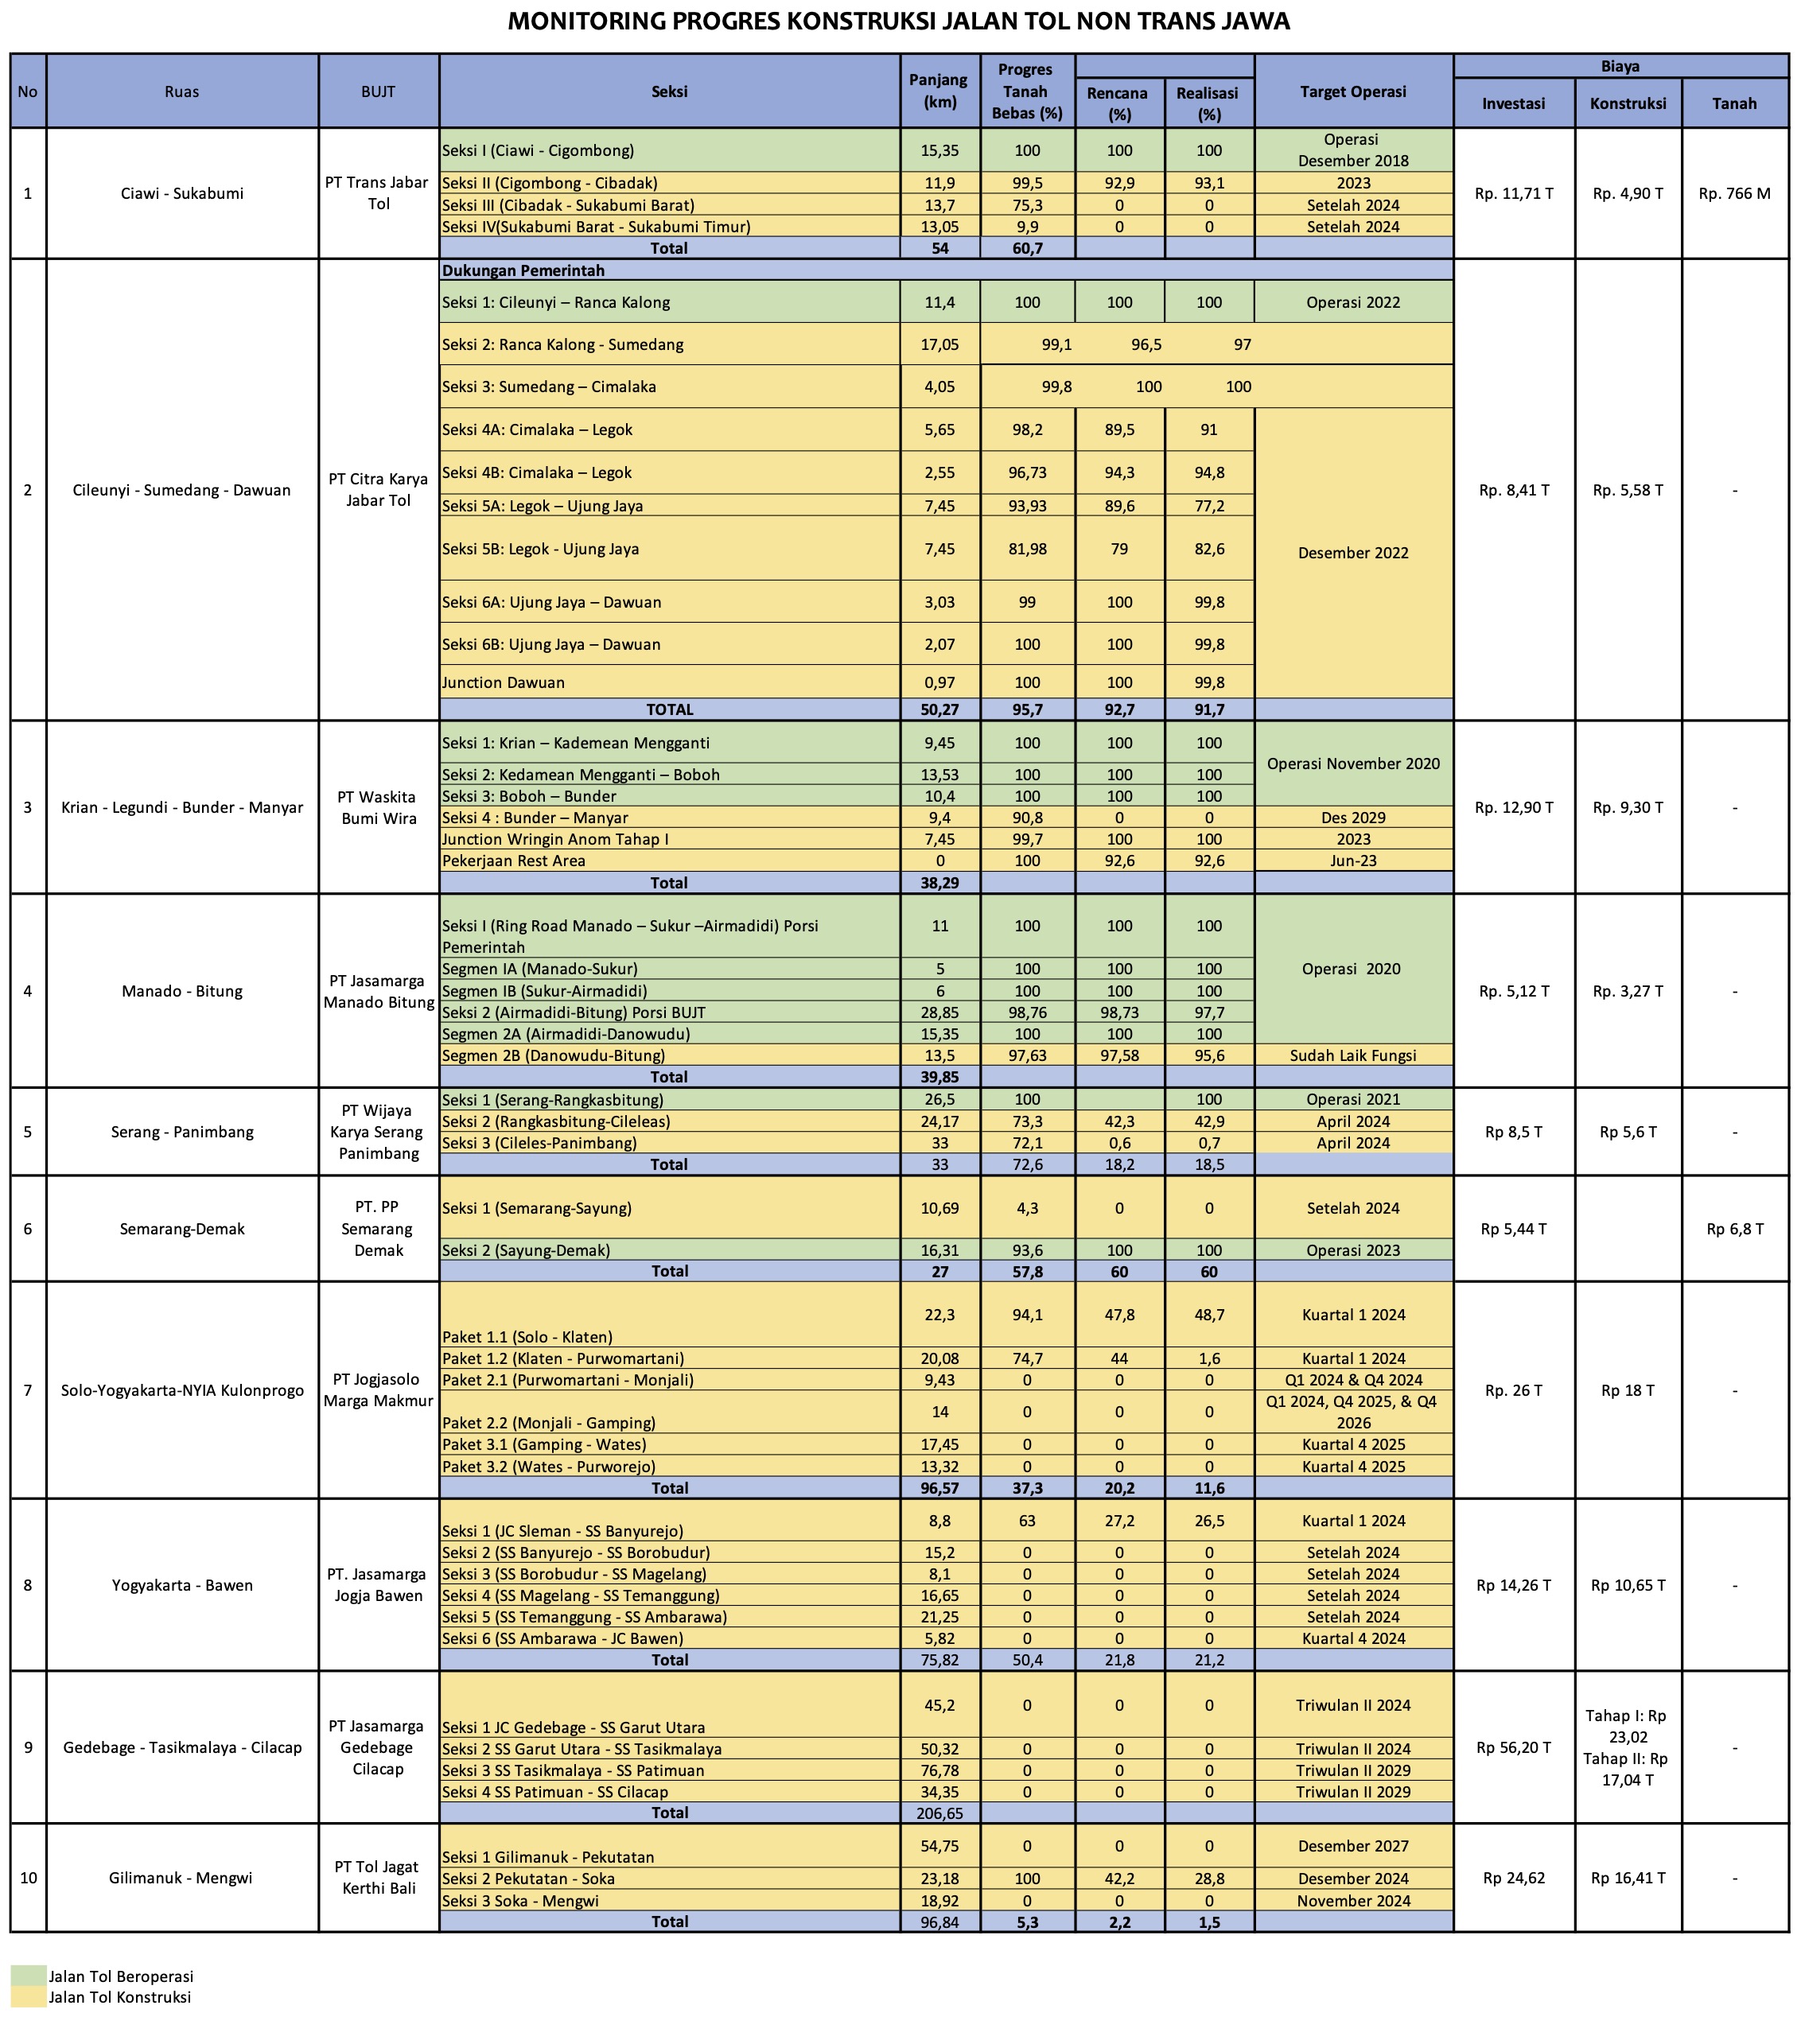 MONITORING PROGRES KONSTRUKSI JALAN TOL NON TRANS JAWA
No Ruas BUJT Seksi Panjang (km) Progres Tanah Bebas (%) Rencana (%) Realisasi (%) Target Operasi Biaya Investasi Konstruksi Tanah
1 Ciawi - Sukabumi PT Trans Jabar Tol Rp. 11,71 T Rp. 4,90 T Rp. 766 M
Seksi I (Ciawi - Cigombong) 15,35 100 100 100 Operasi Desember 2018
Seksi II (Cigombong - Cibadak) 11,9 99,5 92,9 93,1 2023
Seksi III (Cibadak - Sukabumi Barat) 13,7 75,3 0 0 Setelah 2024
Seksi IV(Sukabumi Barat - Sukabumi Timur) 13,05 9,9 0 0 Setelah 2024
Total 54 60,7
2 Cileunyi - Sumedang - Dawuan PT Citra Karya Jabar Tol Rp. 8,41 T Rp. 5,58 T -
Dukungan Pemerintah
Seksi 1: Cileunyi – Ranca Kalong 11,4 100 100 100 Operasi 2022
Seksi 2: Ranca Kalong - Sumedang 17,05 99,1 96,5 97
Seksi 3: Sumedang – Cimalaka 4,05 99,8 100 100
Seksi 4A: Cimalaka – Legok 5,65 98,2 89,5 91 Desember 2022
Seksi 4B: Cimalaka – Legok 2,55 96,73 94,3 94,8
Seksi 5A: Legok – Ujung Jaya 7,45 93,93 89,6 77,2
Seksi 5B: Legok - Ujung Jaya 7,45 81,98 79 82,6
Seksi 6A: Ujung Jaya – Dawuan 3,03 99 100 99,8
Seksi 6B: Ujung Jaya – Dawuan 2,07 100 100 99,8
Junction Dawuan 0,97 100 100 99,8
TOTAL 50,27 95,7 92,7 91,7
3 Krian - Legundi - Bunder - Manyar PT Waskita Bumi Wira Rp. 12,90 T Rp. 9,30 T -
Seksi 1: Krian – Kademean Mengganti 9,45 100 100 100 Operasi November 2020
Seksi 2: Kedamean Mengganti – Boboh 13,53 100 100 100
Seksi 3: Boboh – Bunder 10,4 100 100 100
Seksi 4 : Bunder – Manyar 9,4 90,8 0 0 Des 2029
Junction Wringin Anom Tahap I 7,45 99,7 100 100 2023
Pekerjaan Rest Area 0 100 92,6 92,6 Jun-23
Total 38,29
4 Manado - Bitung PT Jasamarga Manado Bitung Rp. 5,12 T Rp. 3,27 T -
Seksi I (Ring Road Manado – Sukur –Airmadidi) Porsi Pemerintah 11 100 100 100 Operasi 2020
Segmen IA (Manado-Sukur) 5 100 100 100
Segmen IB (Sukur-Airmadidi) 6 100 100 100
Seksi 2 (Airmadidi-Bitung) Porsi BUJT 28,85 98,76 98,73 97,7
Segmen 2A (Airmadidi-Danowudu) 15,35 100 100 100
Segmen 2B (Danowudu-Bitung) 13,5 97,63 97,58 95,6 Sudah Laik Fungsi
Total 39,85
5 Serang - Panimbang PT Wijaya Karya Serang Panimbang Rp 8,5 T Rp 5,6 T -
Seksi 1 (Serang-Rangkasbitung) 26,5 100 100 Operasi 2021
Seksi 2 (Rangkasbitung-Cileleas) 24,17 73,3 42,3 42,9 April 2024
Seksi 3 (Cileles-Panimbang) 33 72,1 0,6 0,7 April 2024
Total 33 72,6 18,2 18,5
6 Semarang-Demak PT. PP Semarang Demak Rp 5,44 T Rp 6,8 T
Seksi 1 (Semarang-Sayung) 10,69 4,3 0 0 Setelah 2024
Seksi 2 (Sayung-Demak) 16,31 93,6 100 100 Operasi 2023
Total 27 57,8 60 60
7 Solo-Yogyakarta-NYIA Kulonprogo PT Jogjasolo Marga Makmur Rp. 26 T Rp 18 T -
Paket 1.1 (Solo - Klaten) 22,3 94,1 47,8 48,7 Kuartal 1 2024
Paket 1.2 (Klaten - Purwomartani) 20,08 74,7 44 1,6 Kuartal 1 2024
Paket 2.1 (Purwomartani - Monjali) 9,43 0 0 0 Q1 2024 & Q4 2024
Paket 2.2 (Monjali - Gamping) 14 0 0 0 Q1 2024, Q4 2025, & Q4 2026
Paket 3.1 (Gamping - Wates) 17,45 0 0 0 Kuartal 4 2025
Paket 3.2 (Wates - Purworejo) 13,32 0 0 0 Kuartal 4 2025
Total 96,57 37,3 20,2 11,6
8 Yogyakarta - Bawen PT. Jasamarga Jogja Bawen Rp 14,26 T Rp 10,65 T -
Seksi 1 (JC Sleman - SS Banyurejo) 8,8 63 27,2 26,5 Kuartal 1 2024
Seksi 2 (SS Banyurejo - SS Borobudur) 15,2 0 0 0 Setelah 2024
Seksi 3 (SS Borobudur - SS Magelang) 8,1 0 0 0 Setelah 2024
Seksi 4 (SS Magelang - SS Temanggung) 16,65 0 0 0 Setelah 2024
Seksi 5 (SS Temanggung - SS Ambarawa) 21,25 0 0 0 Setelah 2024
Seksi 6 (SS Ambarawa - JC Bawen) 5,82 0 0 0 Kuartal 4 2024
Total 75,82 50,4 21,8 21,2
9 Gedebage - Tasikmalaya - Cilacap PT Jasamarga Gedebage Cilacap Rp 56,20 T Tahap I: Rp 23,02 Tahap II: Rp 17,04 T -
Seksi 1 JC Gedebage - SS Garut Utara 45,2 0 0 0 Triwulan II 2024
Seksi 2 SS Garut Utara - SS Tasikmalaya 50,32 0 0 0 Triwulan II 2024
Seksi 3 SS Tasikmalaya - SS Patimuan 76,78 0 0 0 Triwulan II 2029
Seksi 4 SS Patimuan - SS Cilacap 34,35 0 0 0 Triwulan II 2029
Total 206,65
10 Gilimanuk - Mengwi PT Tol Jagat Kerthi Bali Rp 24,62 Rp 16,41 T -
Seksi 1 Gilimanuk - Pekutatan 54,75 0 0 0 Desember 2027
Seksi 2 Pekutatan - Soka 23,18 100 42,2 28,8 Desember 2024
Seksi 3 Soka - Mengwi 18,92 0 0 0 November 2024
Total 96,84 5,3 2,2 1,5
Jalan Tol Beroperasi
Jalan Tol Konstruksi